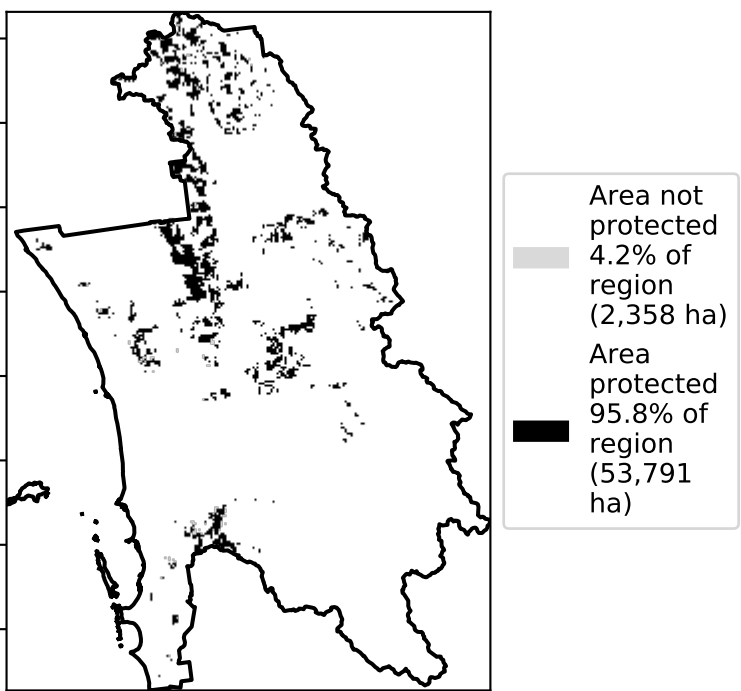 Area not
protected
4.2% of
region
(2,358 ha)
Area
protected
95.8% of
region
(53,791
ha)